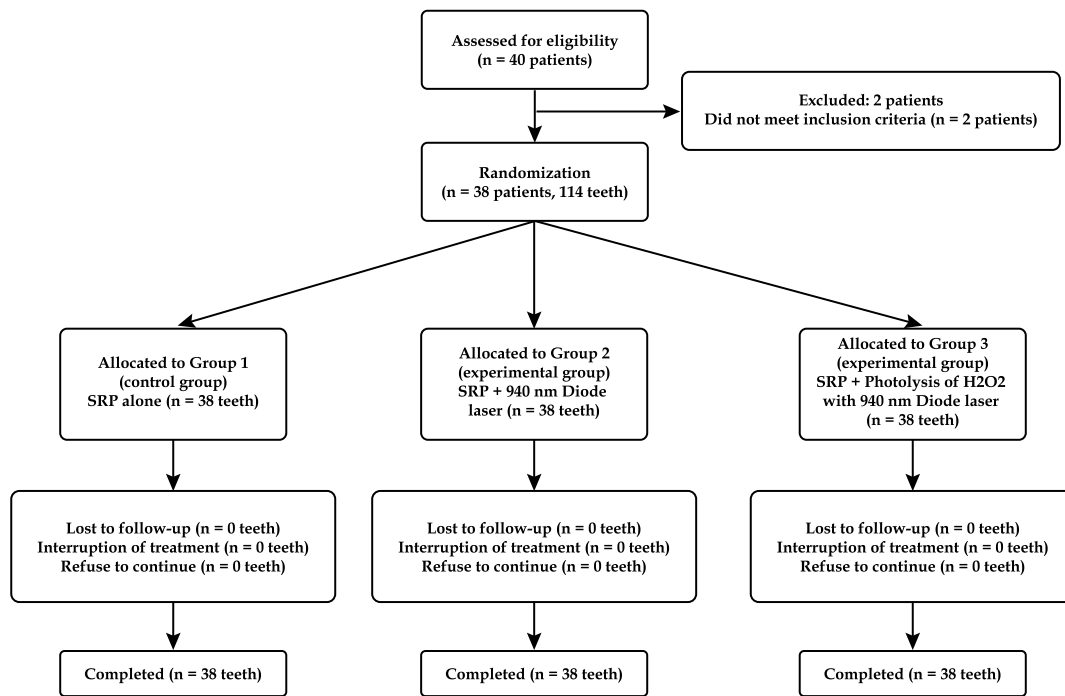 Assessed for eligibility
(n = 40 patients)
Excluded: 2 patients
Did not meet inclusion criteria (n = 2 patients)
Randomization
(n = 38 patients, 114 teeth)
Allocated to Group 1
(control group)
SRP alone (n = 38 teeth)
Allocated to Group 2
(experimental group)
SRP + 940 nm Diode
laser (n = 38 teeth)
Allocated to Group 3
(experimental group)
SRP + Photolysis of H2O2
with 940 nm Diode laser
(n = 38 teeth)
Lost to follow-up (n = 0 teeth)
Interruption of treatment (n = 0 teeth)
Refuse to continue (n = 0 teeth)
Lost to follow-up (n = 0 teeth)
Interruption of treatment (n = 0 teeth)
Refuse to continue (n = 0 teeth)
Lost to follow-up (n = 0 teeth)
Interruption of treatment (n = 0 teeth)
Refuse to continue (n = 0 teeth)
Completed (n = 38 teeth)
Completed (n = 38 teeth)
Completed (n = 38 teeth)